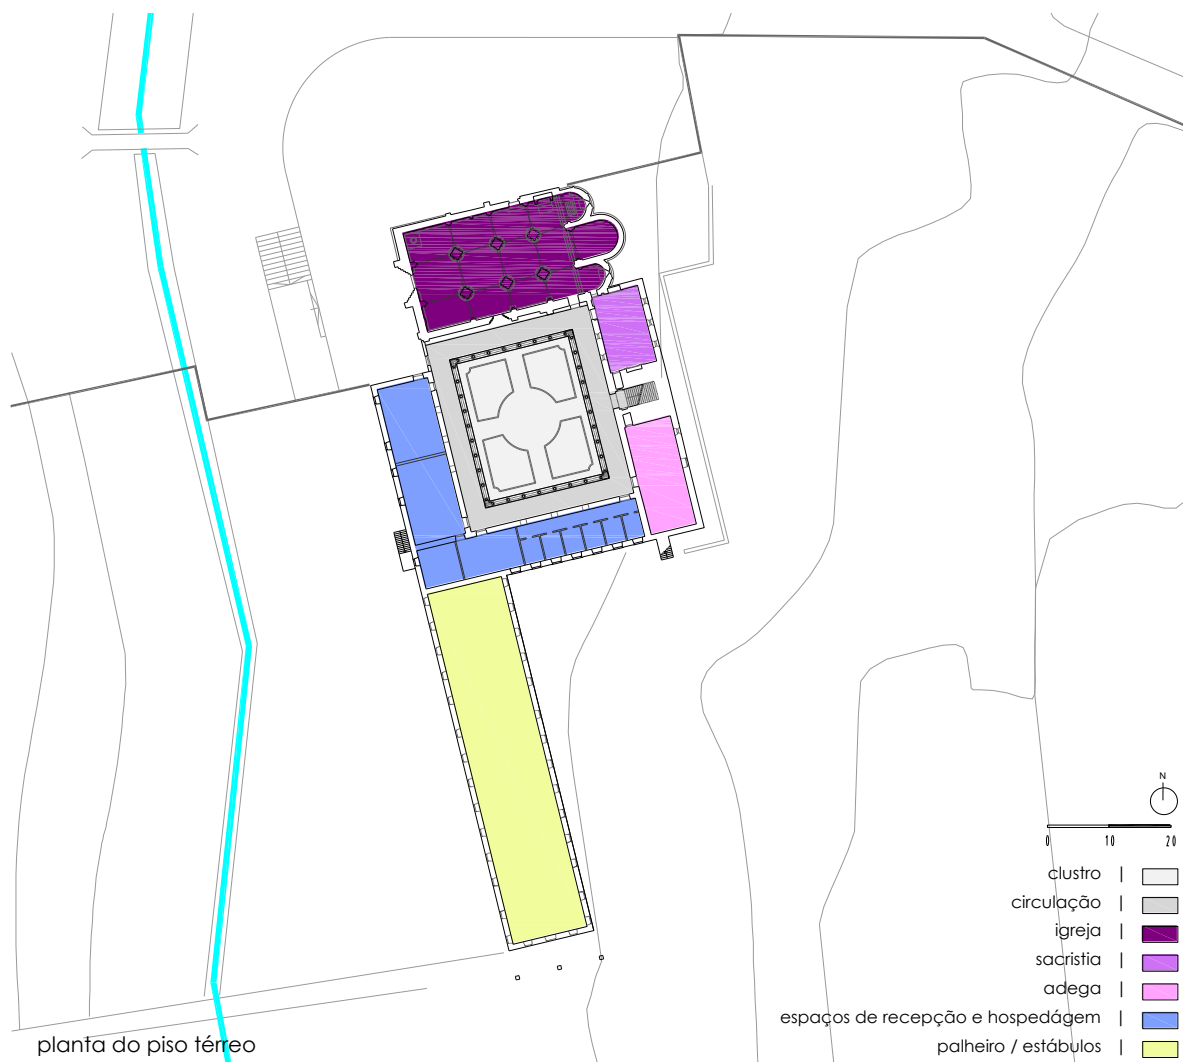 N
0 10 20
clustro |
circulação |
igreja |
sacristia |
adega |
espaços de recepção e hospedágem |
palheiro / estábulos |
planta do piso térreo